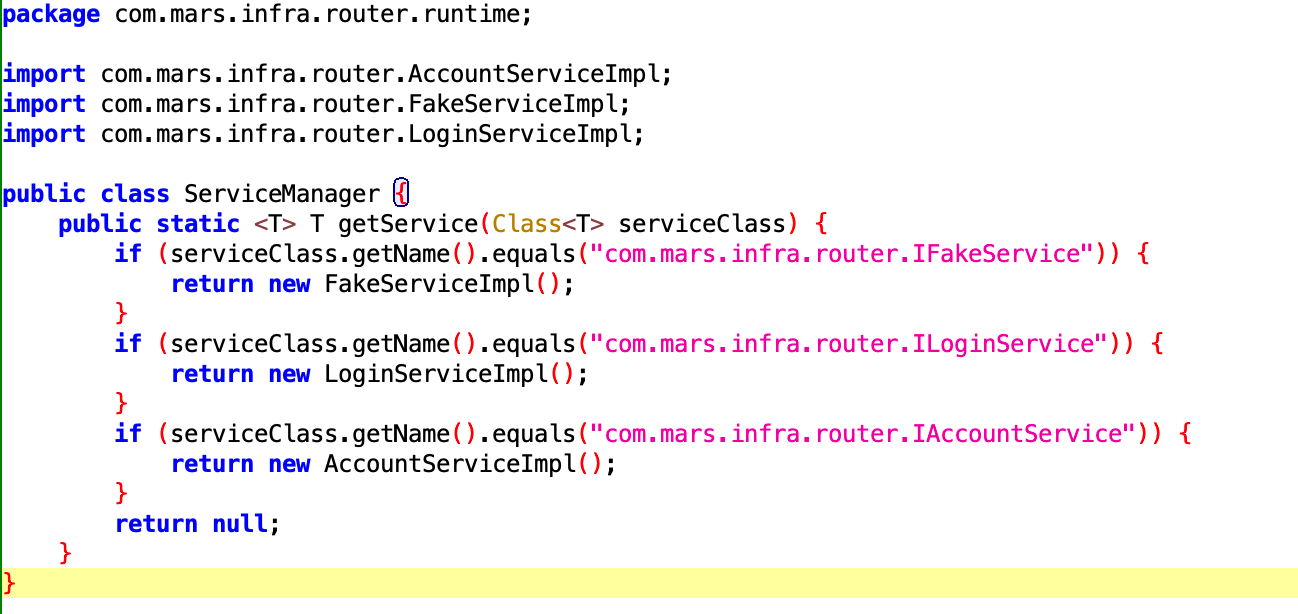 package com.mars.infra.router.runtime;
import com.mars.infra.router.AccountServiceImpl;
import com.mars.infra.router.FakeServiceImpl;
import com.mars.infra.router.LoginServiceImpl;
public class ServiceManager {
    public static <T> T getService(Class<T> serviceClass) {
        if (serviceClass.getName().equals("com.mars.infra.router.IFakeService")) {
            return new FakeServiceImpl();
        }
        if (serviceClass.getName().equals("com.mars.infra.router.ILoginService")) {
            return new LoginServiceImpl();
        }
        if (serviceClass.getName().equals("com.mars.infra.router.IAccountService")) {
            return new AccountServiceImpl();
        }
        return null;
    }
}